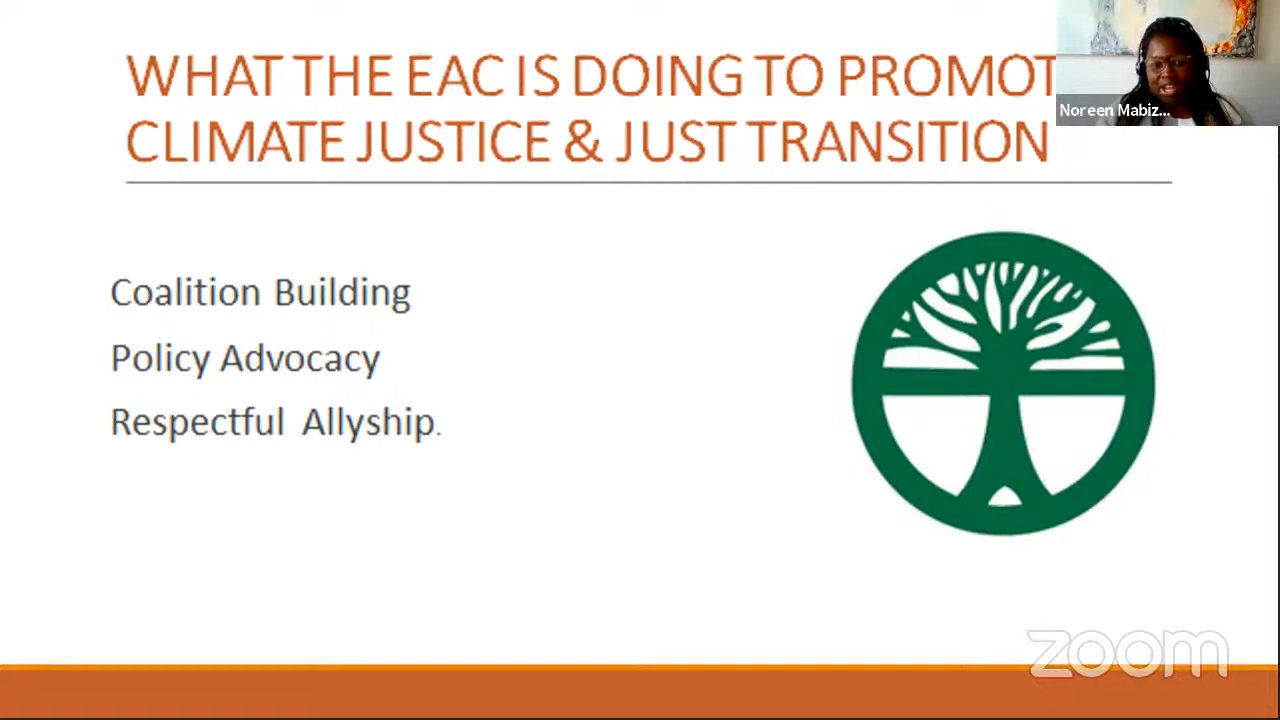 WHAT THE EAC IS DOING TO PROMOT
CLIMATE JUSTICE & JUST TRANSITION
Noreen Mabiz...
Coalition Building
Policy Advocacy
Respectful Allyship.
zoom